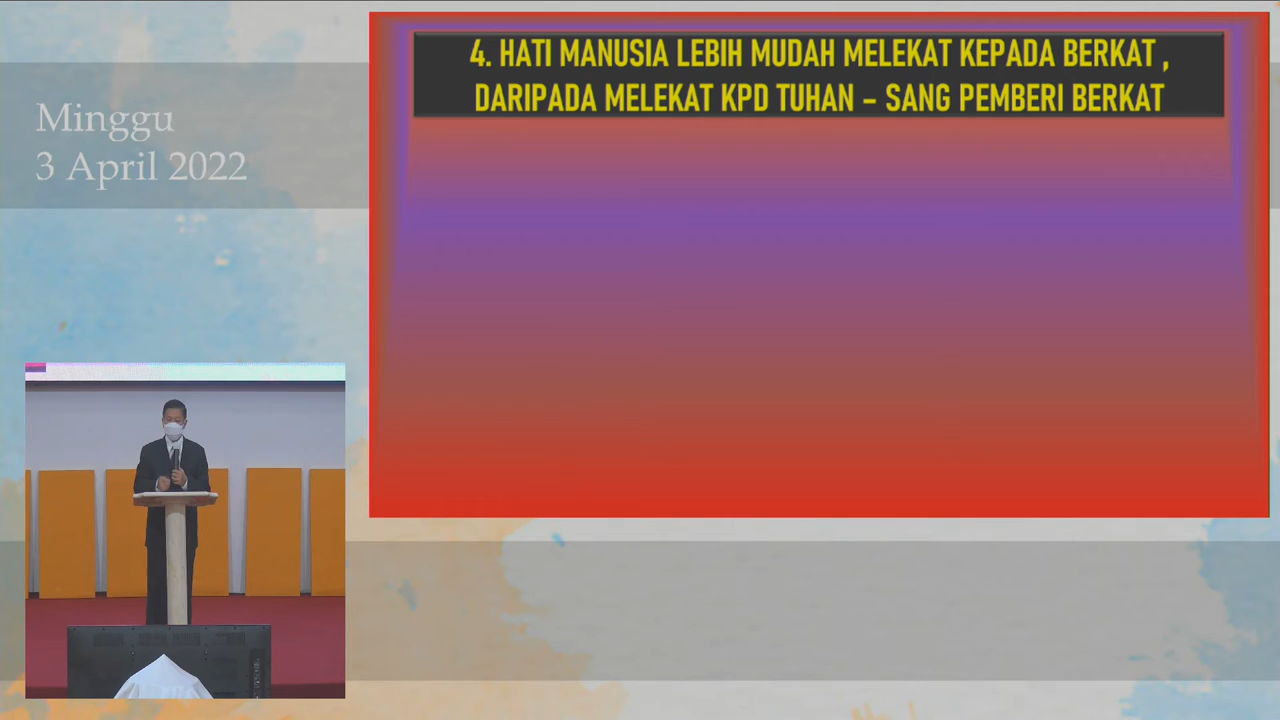 Minggu
3 April 2022
4. HATI MANUSIA LEBIH MUDAH MELEKAT KEPADA BERKAT ,
DARIPADA MELEKAT KPD TUHAN – SANG PEMBERI BERKAT